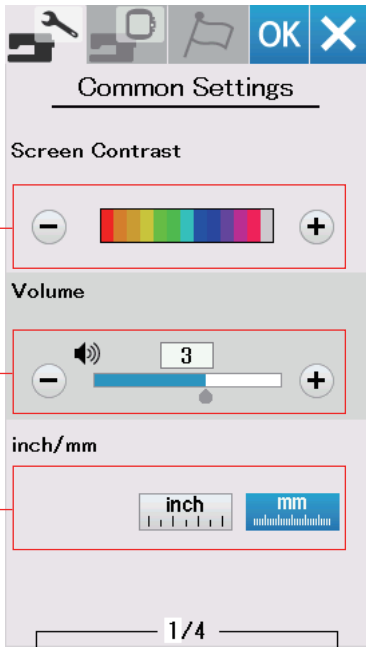 OK
Common Settings
Screen Contrast
Volume
3
inch/mm
inch mm
1/4